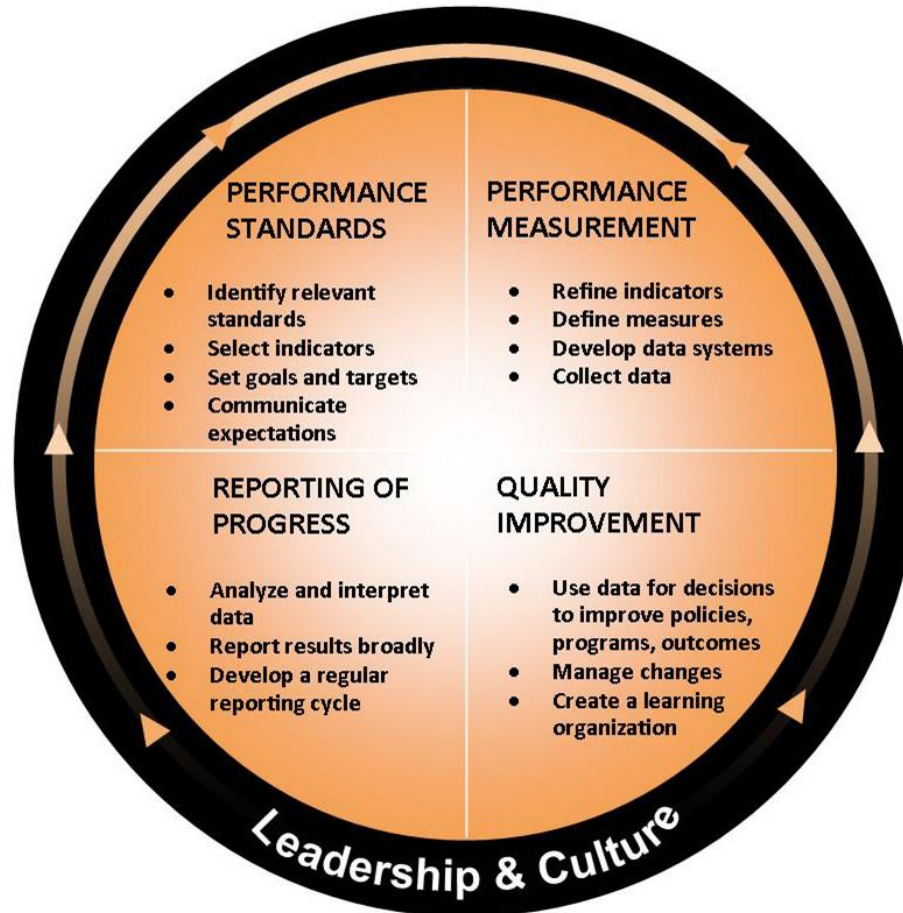 PERFORMANCE
STANDARDS
• Identify relevant
standards
• Select indicators
• Set goals and targets
• Communicate
expectations
PERFORMANCE
MEASUREMENT
• Refine indicators
• Define measures
• Develop data systems
• Collect data
REPORTING OF
PROGRESS
• Analyze and interpret
data
• Report results broadly
• Develop a regular
reporting cycle
QUALITY
IMPROVEMENT
• Use data for decisions
to improve policies,
programs, outcomes
• Manage changes
• Create a learning
organization
Leadership & Culture